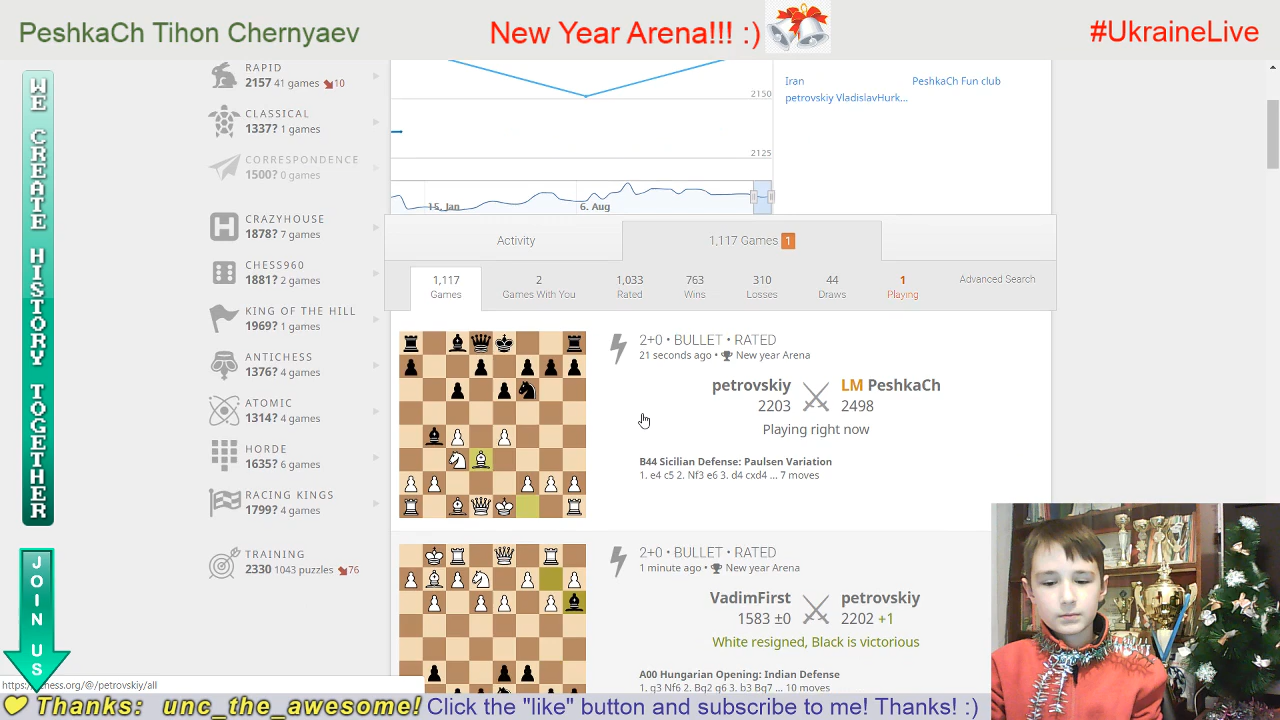 PeshkaCh Tihon Chernyaev
New Year Arena!!! :)
#UkraineLive
WE CREATE HISTORY TOGETHER
JOIN US
RAPID
2157 41 games 10
CLASSICAL
1337? 1 games
CORRESPONDENCE
1500? 0 games
CRAZYHOUSE
1878? 7 games
CHESS960
1881? 2 games
KING OF THE HILL
1969? 1 games
ANTICHESS
1376? 4 games
ATOMIC
1314? 4 games
HORDE
1635? 6 games
RACING KINGS
1799? 4 games
TRAINING
2330 1043 puzzles 76
2150
2125
15. Jan
6. Aug
Iran
PeshkaCh Fun club
petrovskiy VladislavHurk...
Activity
1,117 Games 1
1,117 Games
2 Games With You
1,033 Rated
763 Wins
310 Losses
44 Draws
1 Playing
Advanced Search
2+0 • BULLET • RATED
21 seconds ago • New year Arena
petrovskiy
2203
LM PeshkaCh
2498
Playing right now
B44 Sicilian Defense: Paulsen Variation
1. e4 c5 2. Nf3 e6 3. d4 cxd4 ... 7 moves
2+0 • BULLET • RATED
1 minute ago • New year Arena
VadimFirst
1583 ±0
petrovskiy
2202 +1
White resigned, Black is victorious
A00 Hungarian Opening: Indian Defense
1. g3 Nf6 2. Bg2 g6 3. b3 Bg7 ... 10 moves
Thanks: unc_the_awesome!
Click the "like" button and subscribe to me! Thanks! :)